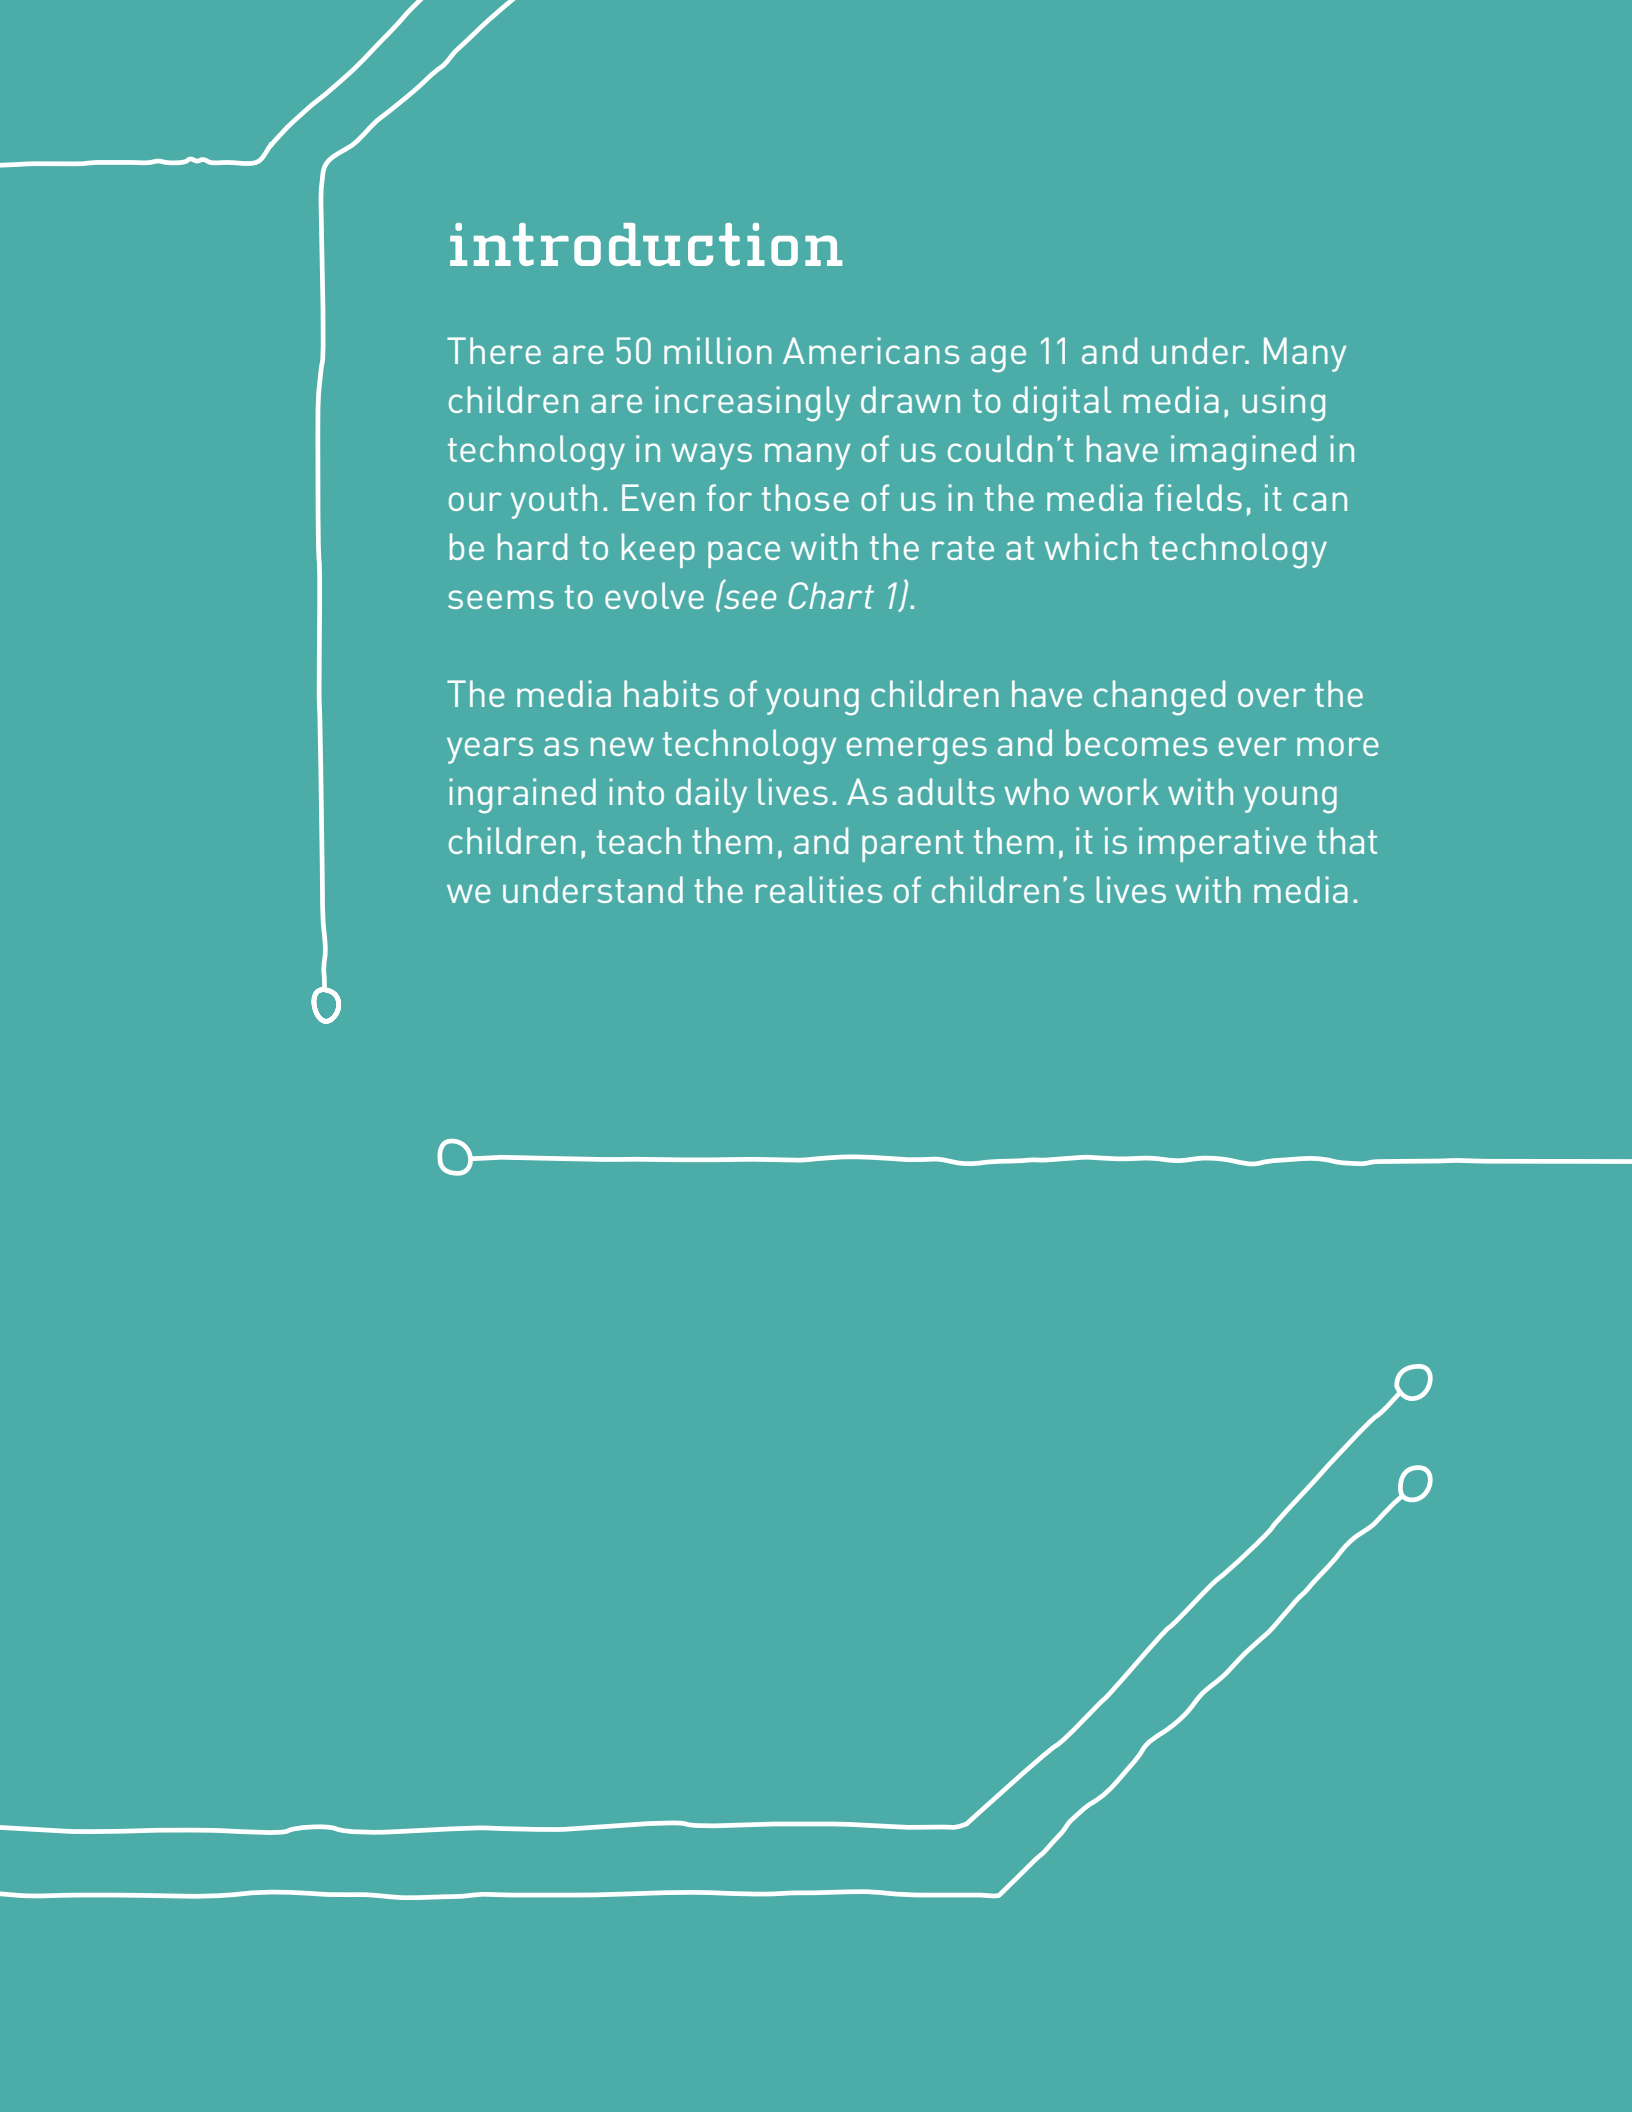 introduction
There are 50 million Americans age 11 and under. Many
children are increasingly drawn to digital media, using
technology in ways many of us couldn’t have imagined in
our youth. Even for those of us in the media fields, it can
be hard to keep pace with the rate at which technology
seems to evolve (see Chart 1).
The media habits of young children have changed over the
years as new technology emerges and becomes ever more
ingrained into daily lives. As adults who work with young
children, teach them, and parent them, it is imperative that
we understand the realities of children’s lives with media.